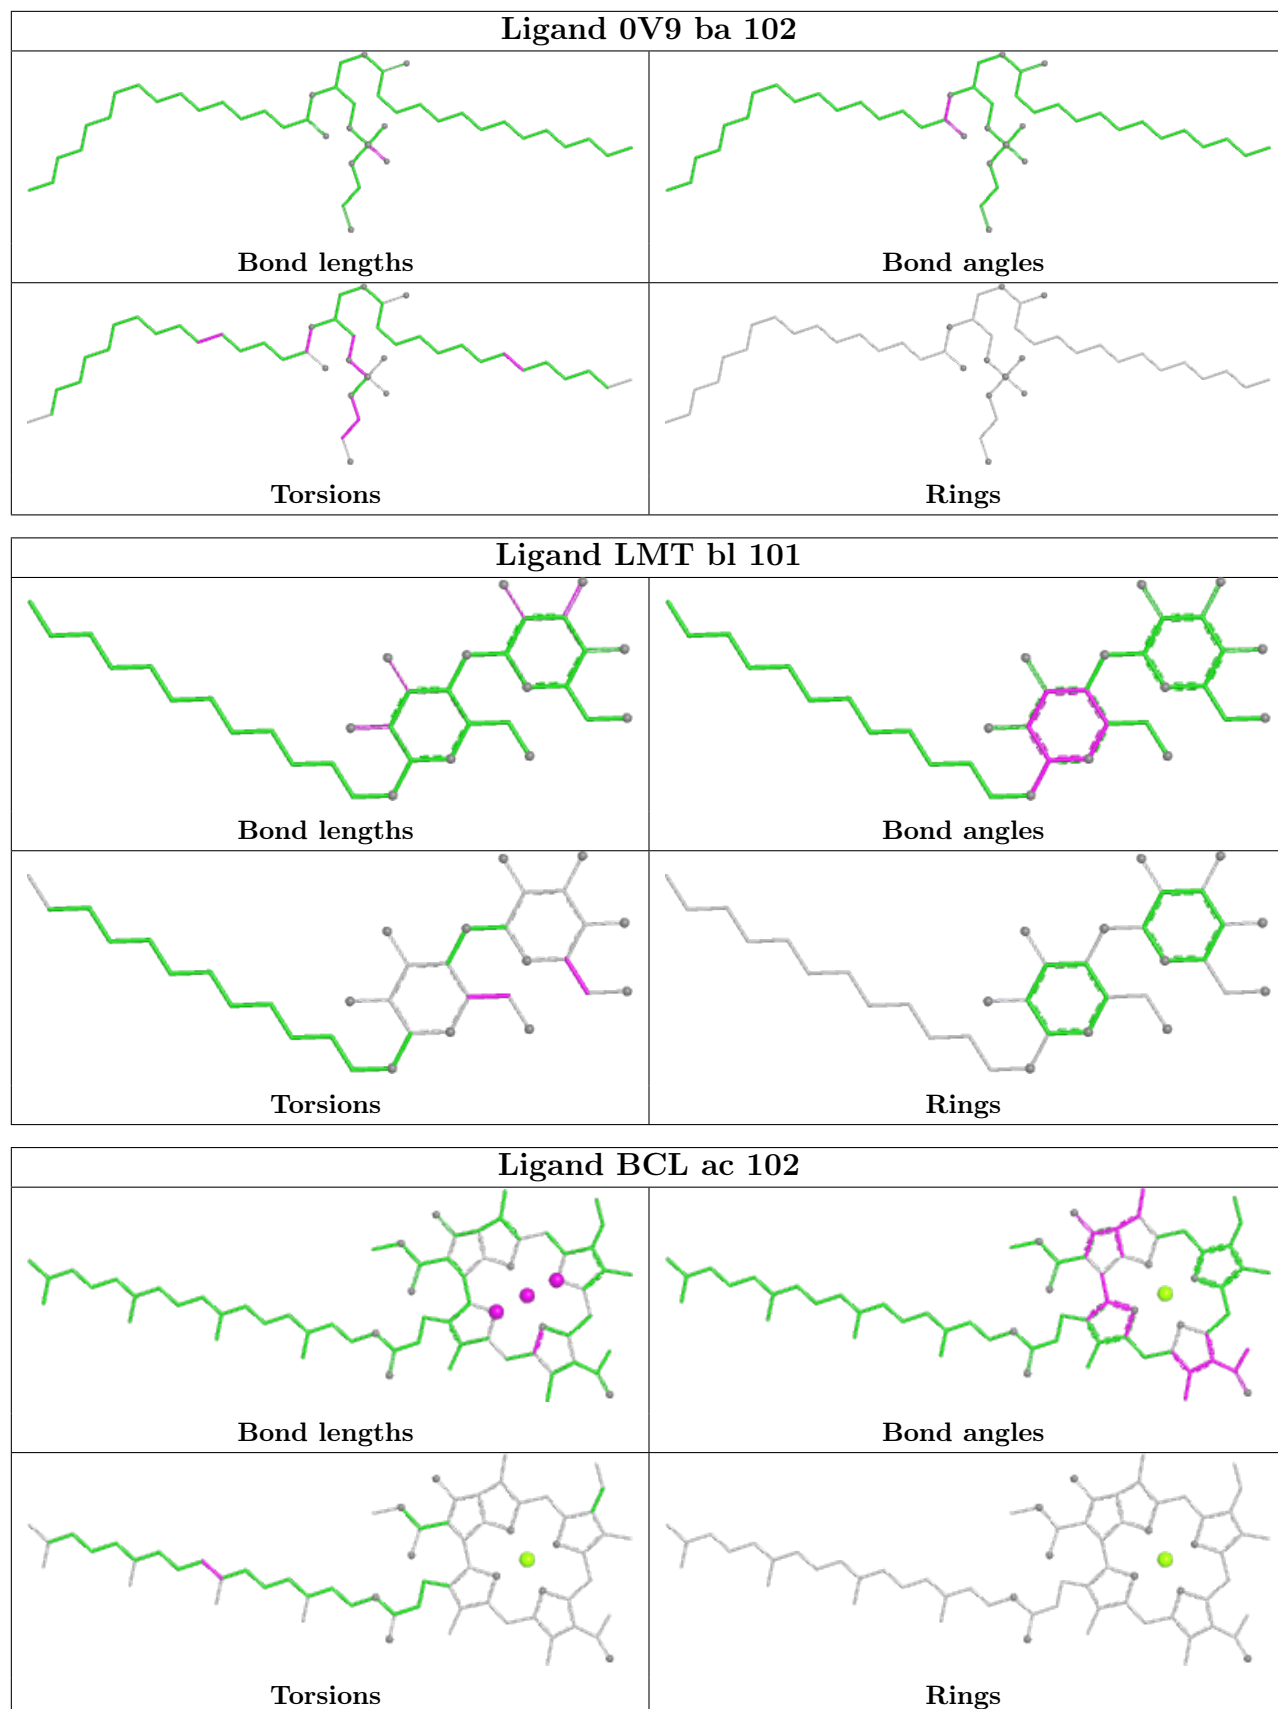 Ligand 0V9 ba 102
Bond lengths
Bond angles
Torsions
Rings
Ligand LMT bl 101
Bond lengths
Bond angles
Torsions
Rings
Ligand BCL ac 102
Bond lengths
Bond angles
Torsions
Rings